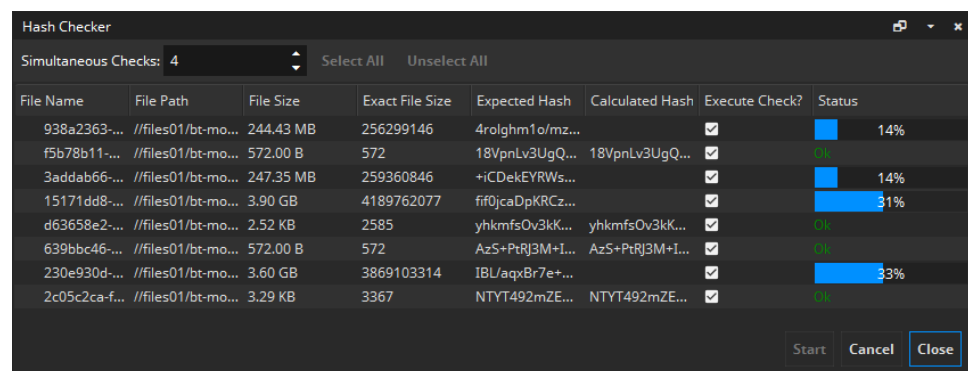 Hash Checker
Simultaneous Checks: 4 Select All Unselect All
File Name File Path File Size Exact File Size Expected Hash Calculated Hash Execute Check? Status
938a2363-... //files01/bt-mo... 244.43 MB 256299146 4rolghm1o/mz... 14%
f5b78b11-... //files01/bt-mo... 572.00 B 572 18VpnLv3UgQ... 18VpnLv3UgQ... Ok
3addab66-... //files01/bt-mo... 247.35 MB 259360846 +iCDekEYRWs... 14%
15171dd8-... //files01/bt-mo... 3.90 GB 4189762077 fif0jcaDpKRCz... 31%
d63658e2-... //files01/bt-mo... 2.52 KB 2585 yhkmfsOv3kK... yhkmfsOv3kK... Ok
639bbc46-... //files01/bt-mo... 572.00 B 572 AzS+PtRJ3M+I... AzS+PtRJ3M+I... Ok
230e930d-... //files01/bt-mo... 3.60 GB 3869103314 IBL/aqxBr7e+... 33%
2c05c2ca-f... //files01/bt-mo... 3.29 KB 3367 NTYT492mZE... NTYT492mZE... Ok
Start Cancel Close